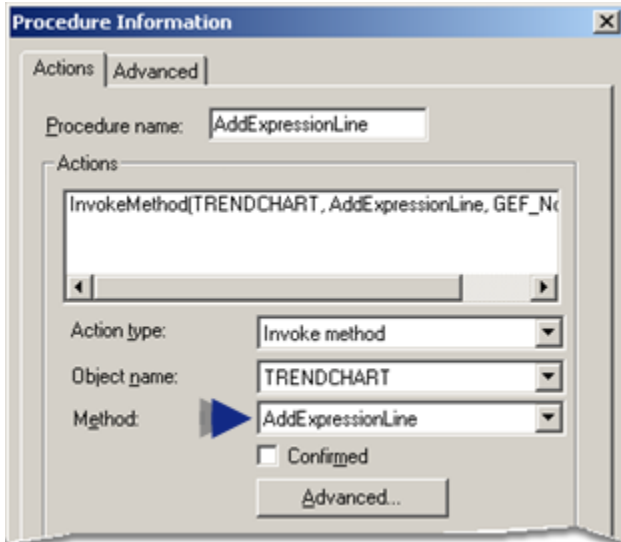 Procedure Information
Actions Advanced
Procedure name: AddExpressionLine
Actions
InvokeMethod(TRENDCHART, AddExpressionLine, GEF_No
Action type: Invoke method
Object name: TRENDCHART
Method: AddExpressionLine
Confirmed
Advanced...